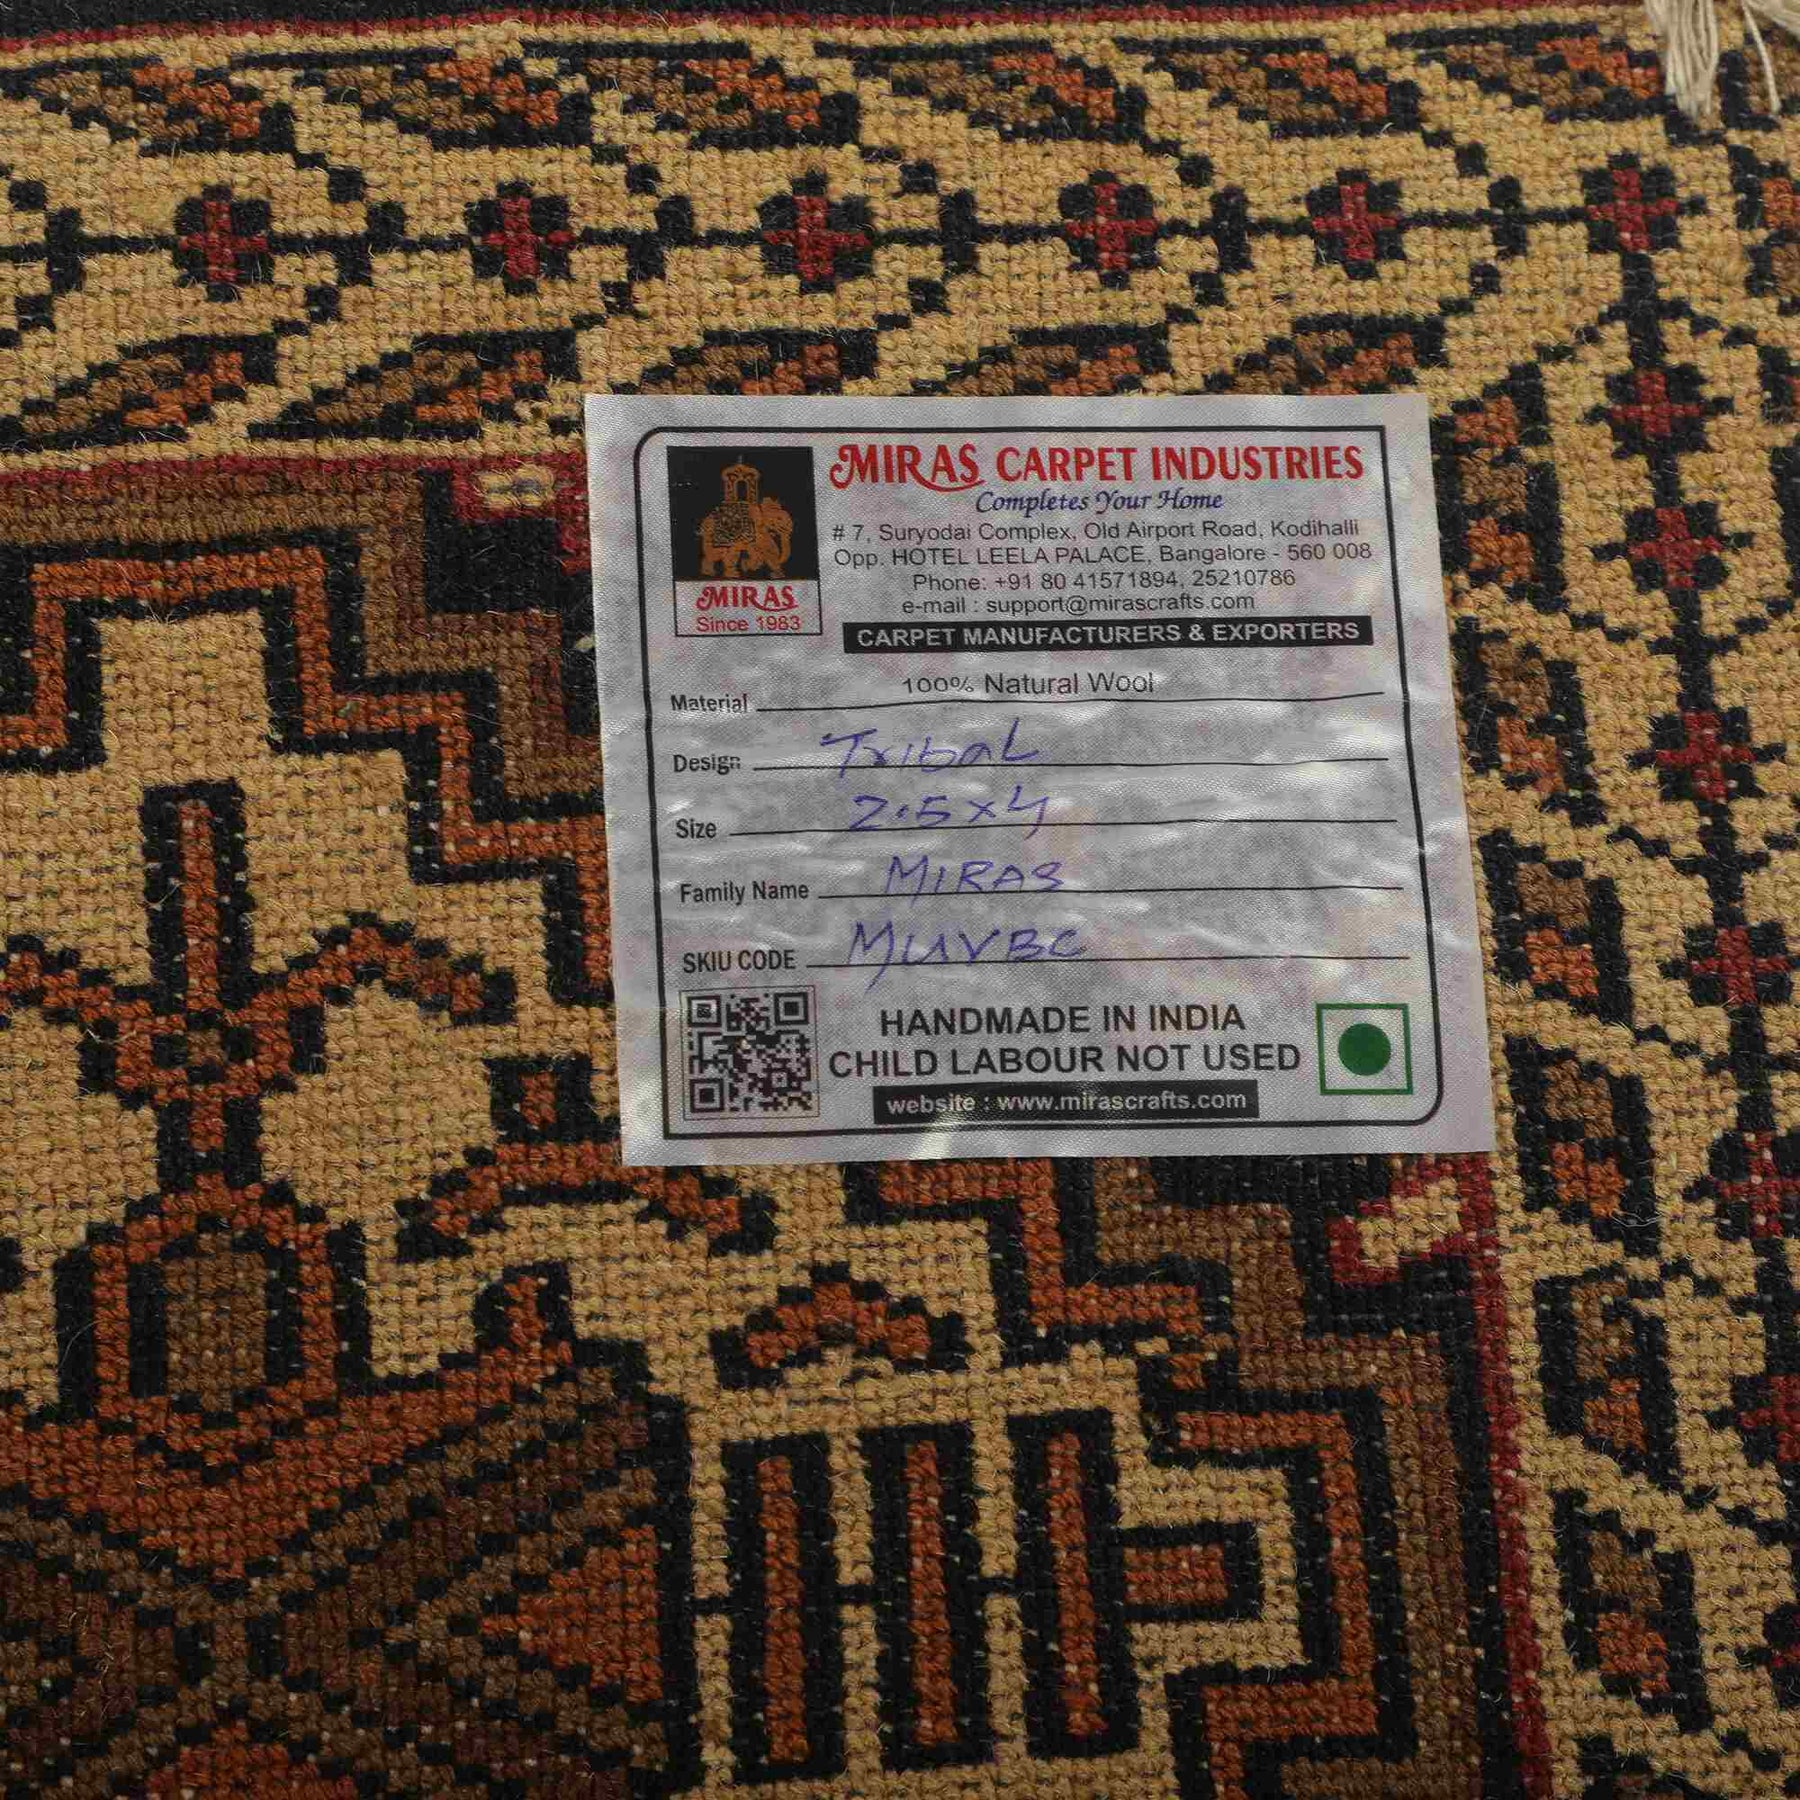 MIRAS CARPET INDUSTRIES
Completes Your Home
# 7, Suryodai Complex, Old Airport Road, Kodihalli
Opp. HOTEL LEELA PALACE, Bangalore - 560 008
Phone: +91 80 41571894, 25210786
e-mail : support@mirascrafts.com
CARPET MANUFACTURERS & EXPORTERS
MIRAS
Since 1983
Material 100% Natural Wool
Design Tribal
Size 2.5x4
Family Name MIRAS
SKIU CODE MUVBC
HANDMADE IN INDIA
CHILD LABOUR NOT USED
website : www.mirascrafts.com